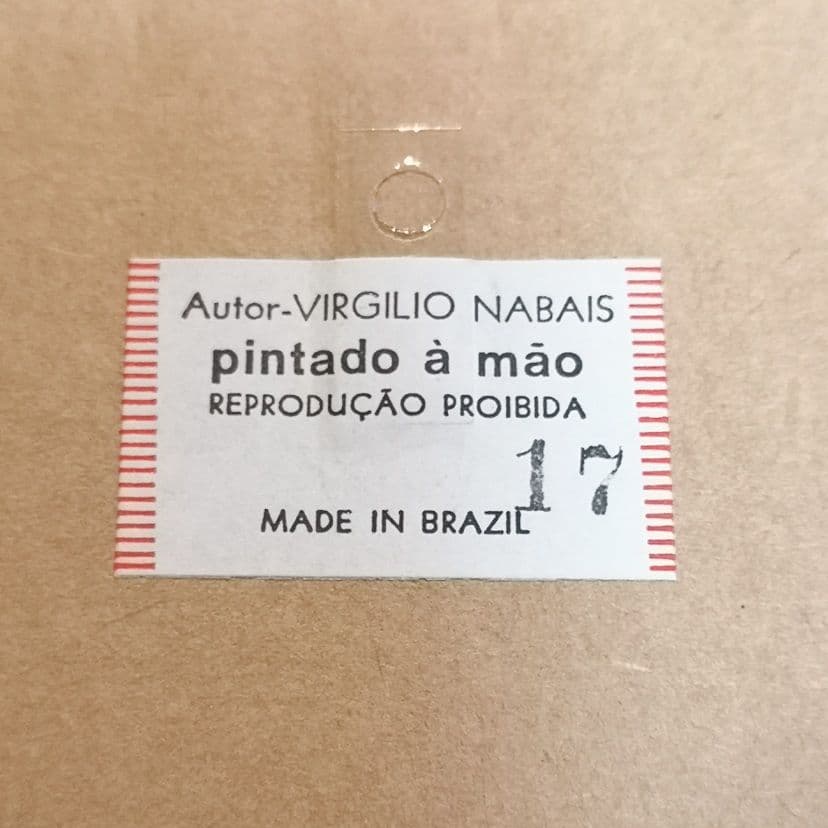 Autor-VIRGILIO NABAIS
pintado à mão
REPRODUÇÃO PROIBIDA
17
MADE IN BRAZIL